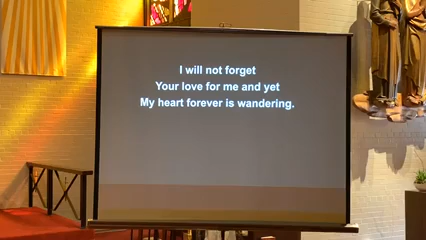 I will not forget
Your love for me and yet
My heart forever is wandering.